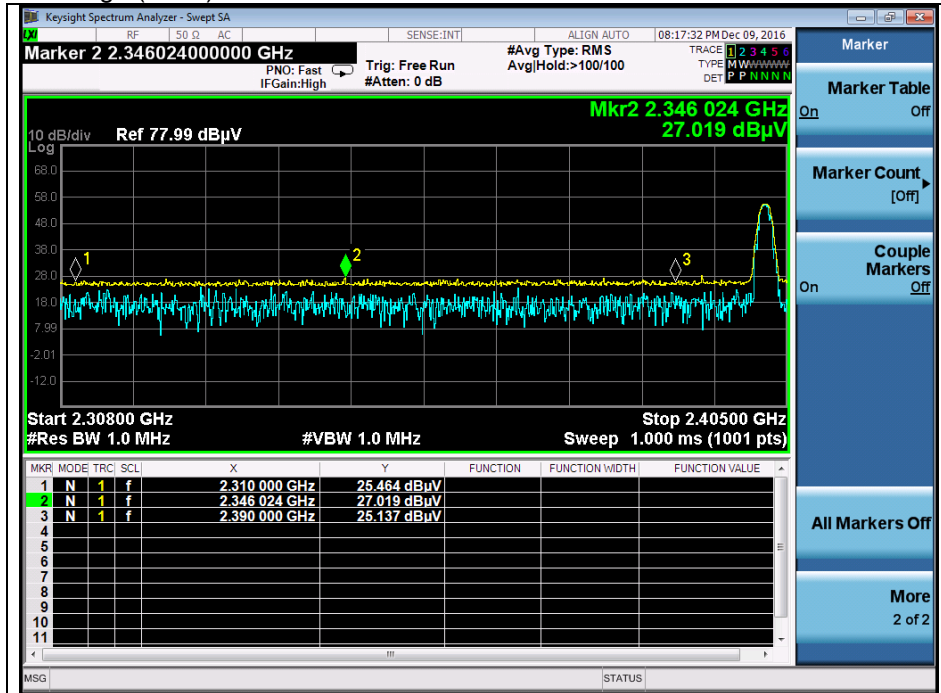 Keysight Spectrum Analyzer - Swept SA
LXI RF 50 Ω AC SENSE:INT ALIGN AUTO 08:17:32 PM Dec 09, 2016
Marker 2 2.346024000000 GHz
PNO: Fast
IFGain:High
Trig: Free Run
#Atten: 0 dB
#Avg Type: RMS
Avg|Hold:>100/100
TRACE 1 2 3 4 5 6
TYPE M W W W W W
DET P P N N N N
Mkr2 2.346 024 GHz
27.019 dBµV
10 dB/div Ref 77.99 dBµV
Log
68.0
58.0
48.0
38.0
28.0
18.0
7.99
-2.01
-12.0
1
2
3
Start 2.30800 GHz Stop 2.40500 GHz
#Res BW 1.0 MHz #VBW 1.0 MHz Sweep 1.000 ms (1001 pts)
MKR MODE TRC SCL X Y FUNCTION FUNCTION WIDTH FUNCTION VALUE
1 N 1 f 2.310 000 GHz 25.464 dBµV
2 N 1 f 2.346 024 GHz 27.019 dBµV
3 N 1 f 2.390 000 GHz 25.137 dBµV
4
5
6
7
8
9
10
11
MSG STATUS
Marker
Marker Table
On Off
Marker Count
[Off]
Couple
Markers
On Off
All Markers Off
More
2 of 2